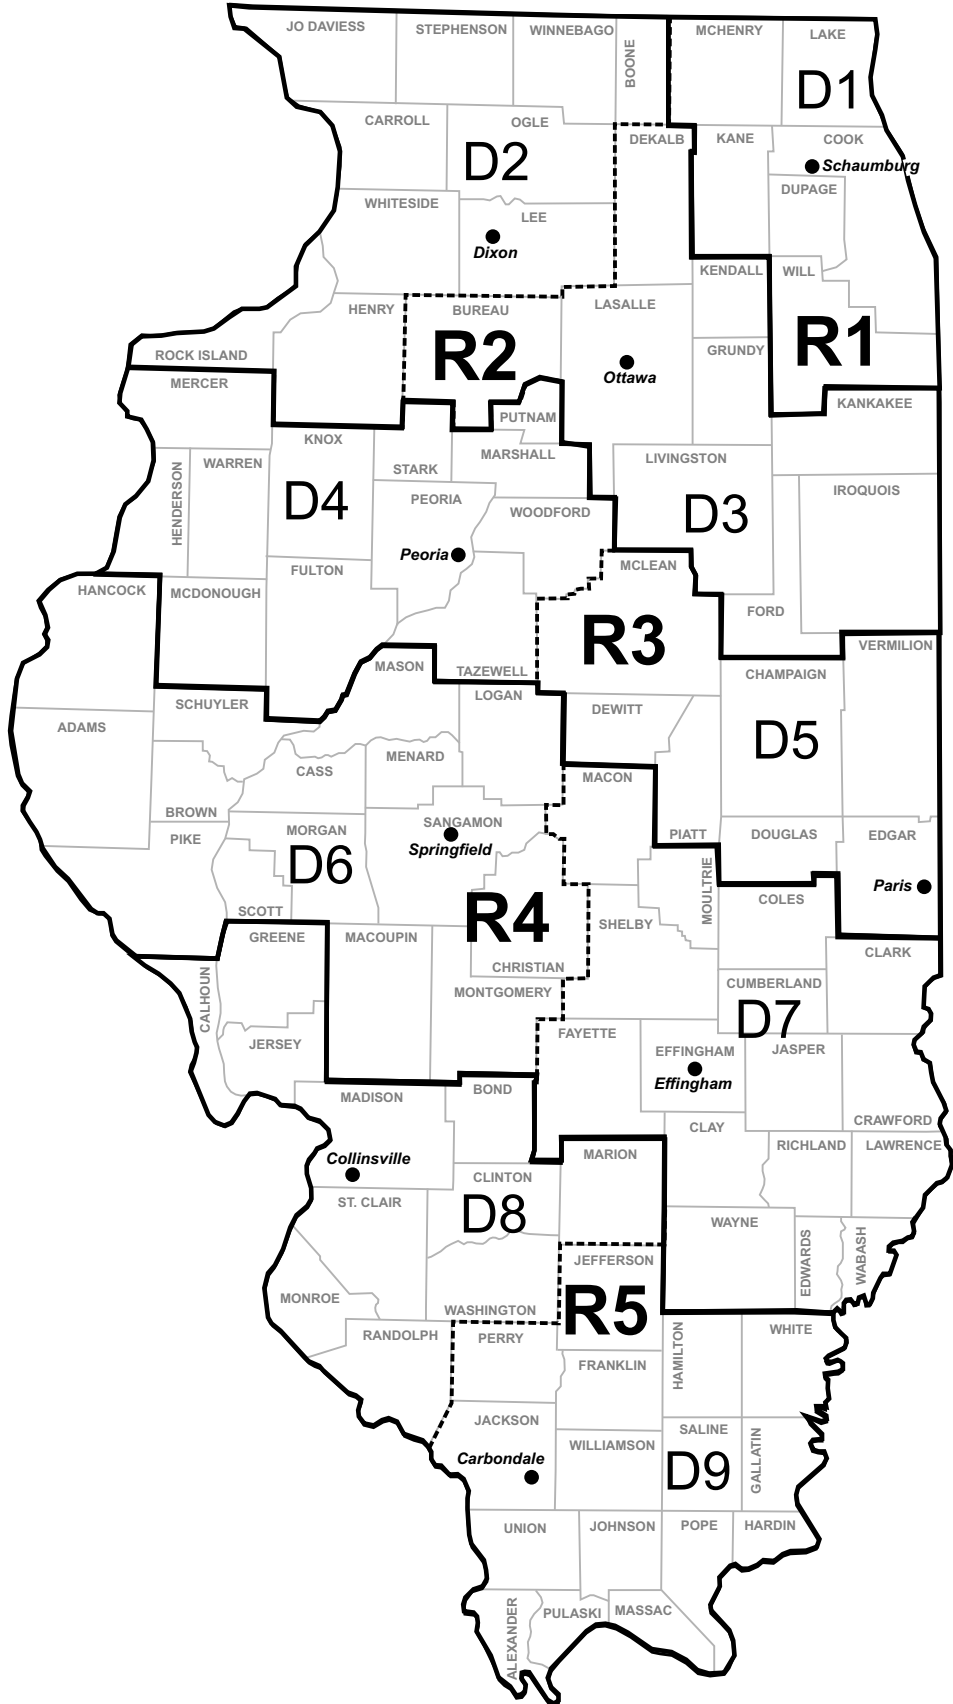 JO DAVIESS
STEPHENSON
WINNEBAGO
BOONE
MCHENRY
LAKE
D1
CARROLL
OGLE
D2
DEKALB
KANE
COOK
Schaumburg
DUPAGE
WHITESIDE
LEE
Dixon
KENDALL
WILL
HENRY
BUREAU
LASALLE
R2
R1
ROCK ISLAND
GRUNDY
Ottawa
MERCER
KANKAKEE
PUTNAM
KNOX
MARSHALL
STARK
LIVINGSTON
WARREN
HENDERSON
D4
PEORIA
WOODFORD
D3
IROQUOIS
Peoria
FULTON
MCLEAN
HANCOCK
MCDONOUGH
FORD
R3
VERMILION
MASON
TAZEWELL
CHAMPAIGN
LOGAN
SCHUYLER
DEWITT
ADAMS
D5
MENARD
CASS
MACON
BROWN
SANGAMON
PIKE
MORGAN
Springfield
PIATT
DOUGLAS
EDGAR
D6
MOULTRIE
Paris
COLES
SCOTT
R4
SHELBY
GREENE
MACOUPIN
CLARK
CHRISTIAN
CALHOUN
MONTGOMERY
CUMBERLAND
D7
FAYETTE
JERSEY
EFFINGHAM
JASPER
Effingham
BOND
MADISON
CRAWFORD
CLAY
RICHLAND
LAWRENCE
MARION
Collinsville
CLINTON
ST. CLAIR
D8
WAYNE
EDWARDS
WABASH
JEFFERSON
MONROE
R5
WASHINGTON
RANDOLPH
PERRY
HAMILTON
WHITE
FRANKLIN
JACKSON
SALINE
WILLIAMSON
GALLATIN
Carbondale
D9
UNION
JOHNSON
POPE
HARDIN
ALEXANDER
PULASKI
MASSAC